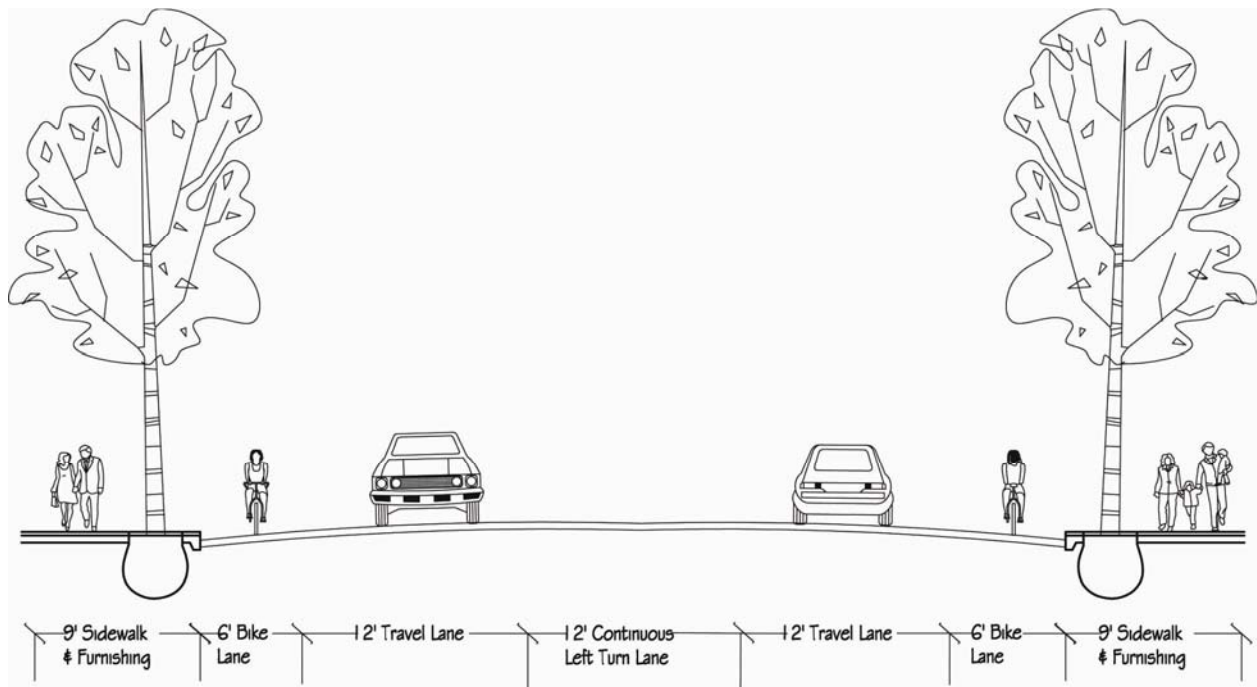 9' Sidewalk
& Furnishing
6' Bike
Lane
12' Travel Lane
12' Continuous
Left Turn Lane
12' Travel Lane
6' Bike
Lane
9' Sidewalk
& Furnishing